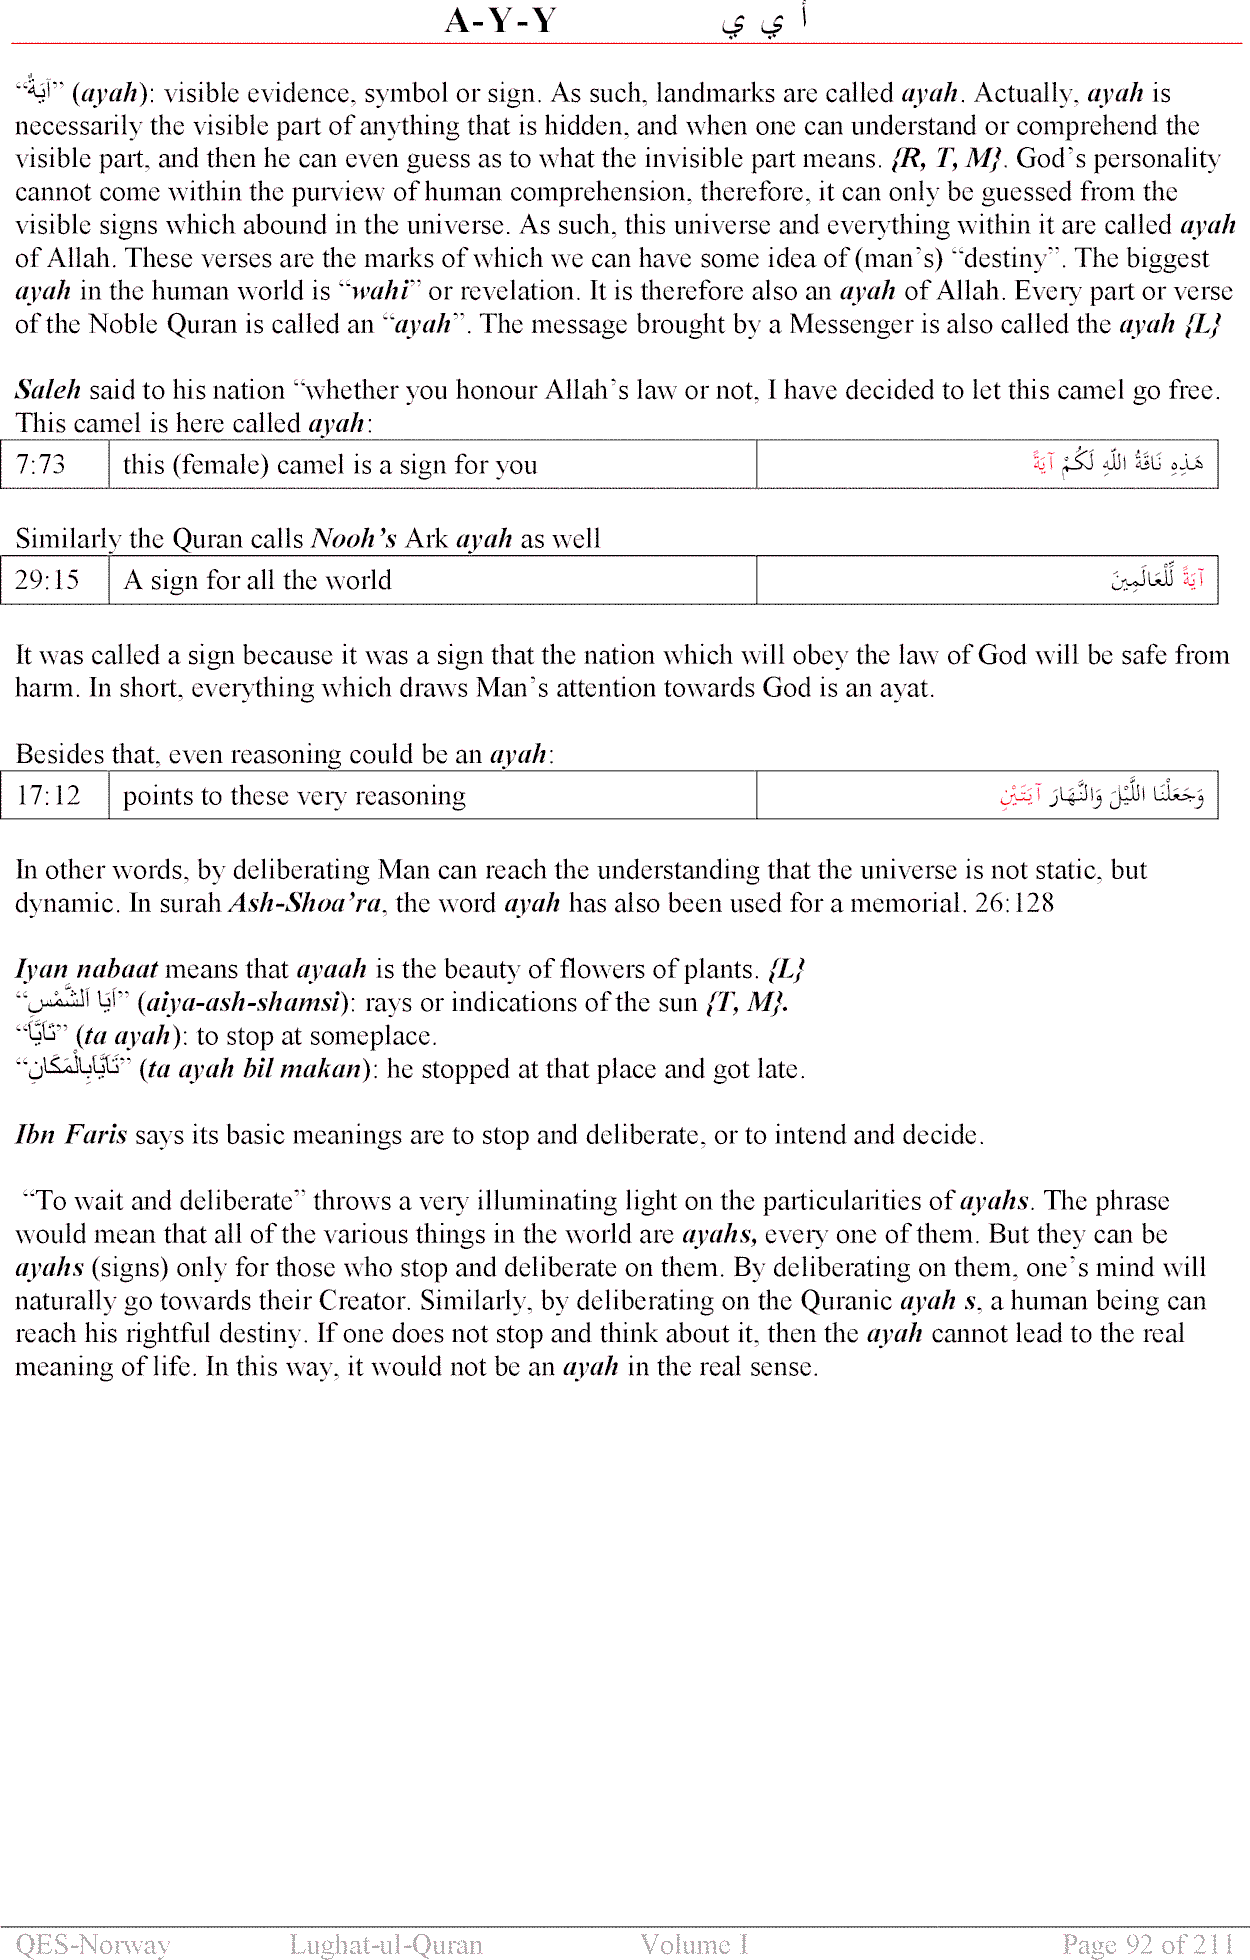 A-Y-Y أ ي ي
“آيَةٌ” (ayah): visible evidence, symbol or sign. As such, landmarks are called ayah. Actually, ayah is
necessarily the visible part of anything that is hidden, and when one can understand or comprehend the
visible part, and then he can even guess as to what the invisible part means. {R, T, M}. God’s personality
cannot come within the purview of human comprehension, therefore, it can only be guessed from the
visible signs which abound in the universe. As such, this universe and everything within it are called ayah
of Allah. These verses are the marks of which we can have some idea of (man’s) “destiny”. The biggest
ayah in the human world is “wahi” or revelation. It is therefore also an ayah of Allah. Every part or verse
of the Noble Quran is called an “ayah”. The message brought by a Messenger is also called the ayah {L}
Saleh said to his nation “whether you honour Allah’s law or not, I have decided to let this camel go free.
This camel is here called ayah:
7:73 this (female) camel is a sign for you هَـذِهِ نَاقَةُ اللّهِ لَكُمْ آيَةً
Similarly the Quran calls Nooh’s Ark ayah as well
29:15 A sign for all the world آيَةً لِّلْعَالَمِينَ
It was called a sign because it was a sign that the nation which will obey the law of God will be safe from
harm. In short, everything which draws Man’s attention towards God is an ayat.
Besides that, even reasoning could be an ayah:
17:12 points to these very reasoning وَجَعَلْنَا اللَّيْلَ وَالنَّهَارَ آيَتَيْنِ
In other words, by deliberating Man can reach the understanding that the universe is not static, but
dynamic. In surah Ash-Shoa’ra, the word ayah has also been used for a memorial. 26:128
Iyan nabaat means that ayaah is the beauty of flowers of plants. {L}
“اَيَا اَلشَّمْسِ” (aiya-ash-shamsi): rays or indications of the sun {T, M}.
“تَاَيَّاَ” (ta ayah): to stop at someplace.
“تَاَيَّاَبِالْمَكَانِ” (ta ayah bil makan): he stopped at that place and got late.
Ibn Faris says its basic meanings are to stop and deliberate, or to intend and decide.
“To wait and deliberate” throws a very illuminating light on the particularities of ayahs. The phrase
would mean that all of the various things in the world are ayahs, every one of them. But they can be
ayahs (signs) only for those who stop and deliberate on them. By deliberating on them, one’s mind will
naturally go towards their Creator. Similarly, by deliberating on the Quranic ayah s, a human being can
reach his rightful destiny. If one does not stop and think about it, then the ayah cannot lead to the real
meaning of life. In this way, it would not be an ayah in the real sense.
QES-Norway Lughat-ul-Quran Volume I Page 92 of 211